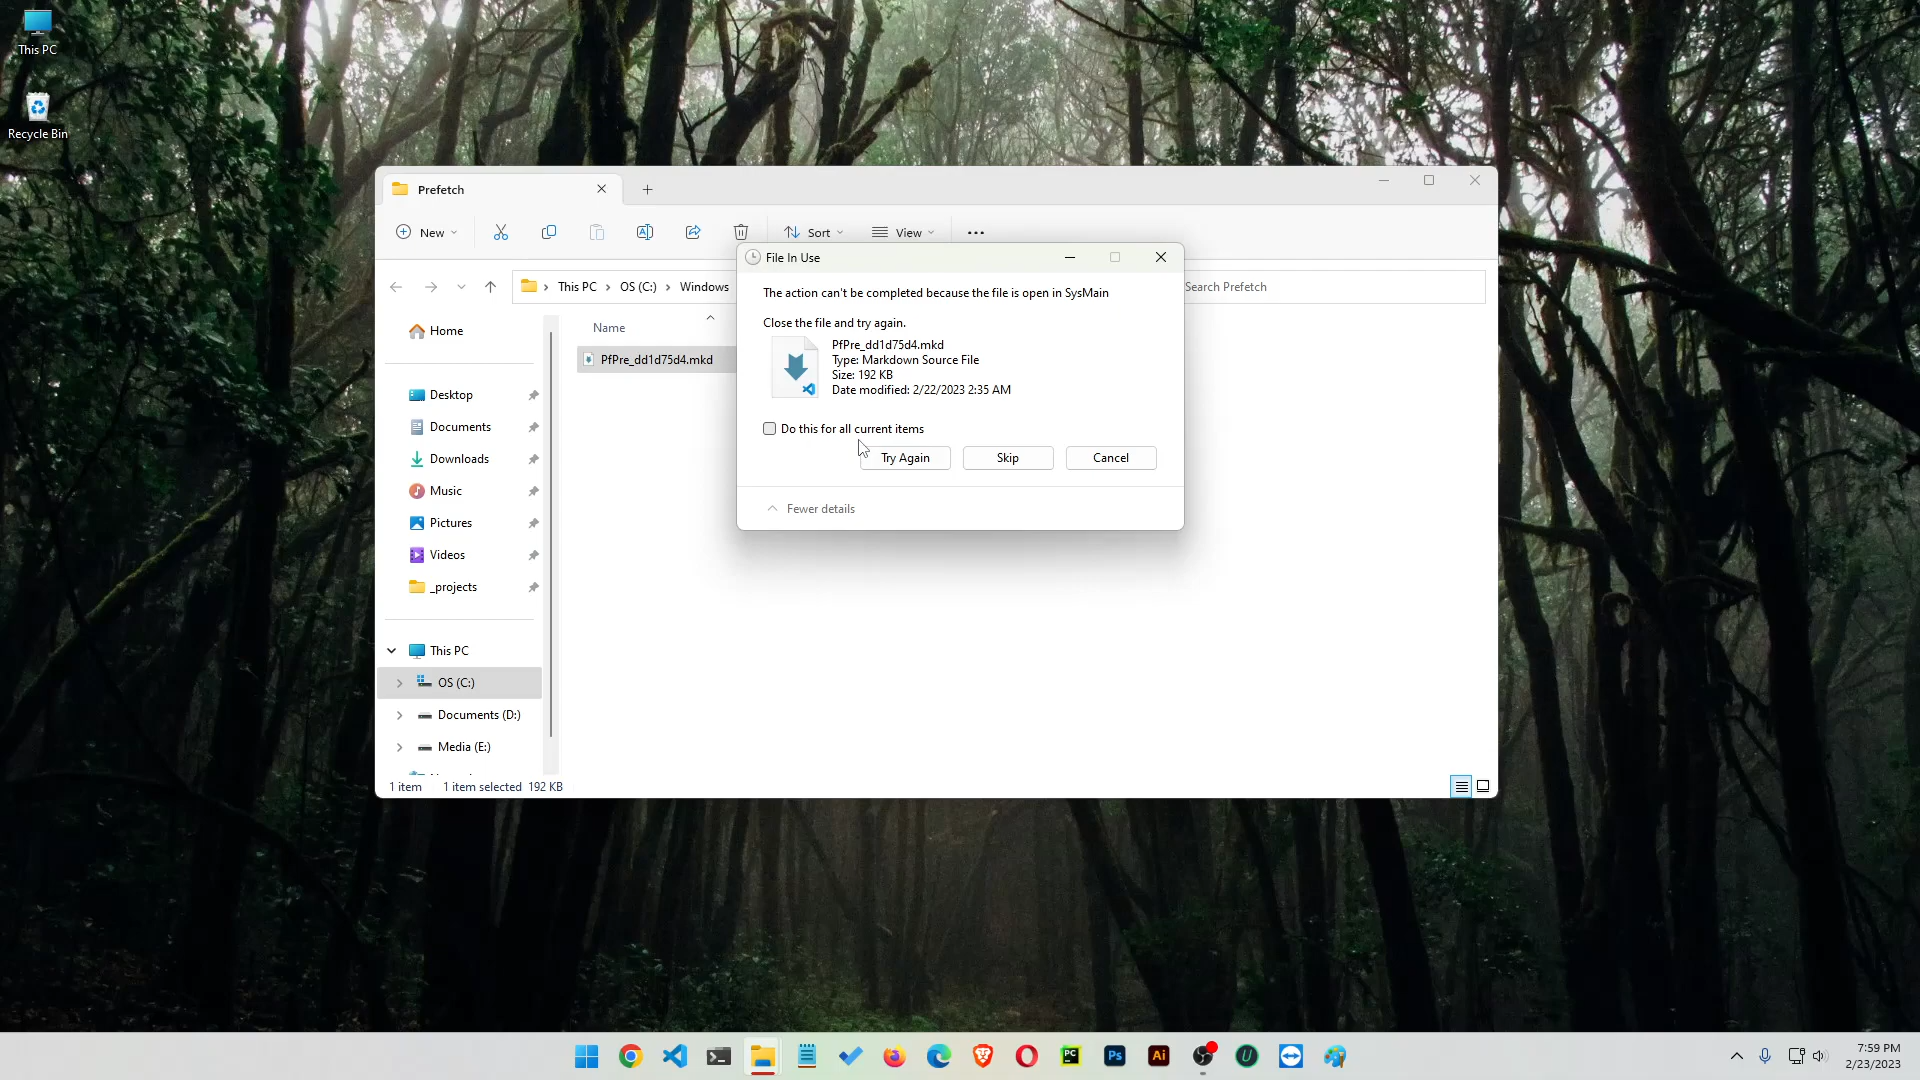 This PC
Recycle Bin
Prefetch
New
Sort
View
This PC
OS (C:)
Windows
Search Prefetch
Home
Desktop
Documents
Downloads
Music
Pictures
Videos
_projects
This PC
OS (C:)
Documents (D:)
Media (E:)
Name
PfPre_dd1d75d4.mkd
File In Use
The action can't be completed because the file is open in SysMain
Close the file and try again.
PfPre_dd1d75d4.mkd
Type: Markdown Source File
Size: 192 KB
Date modified: 2/22/2023 2:35 AM
Do this for all current items
Try Again
Skip
Cancel
Fewer details
1 item
1 item selected
192 KB
PC
Ps
Ai
U
7:59 PM
2/23/2023